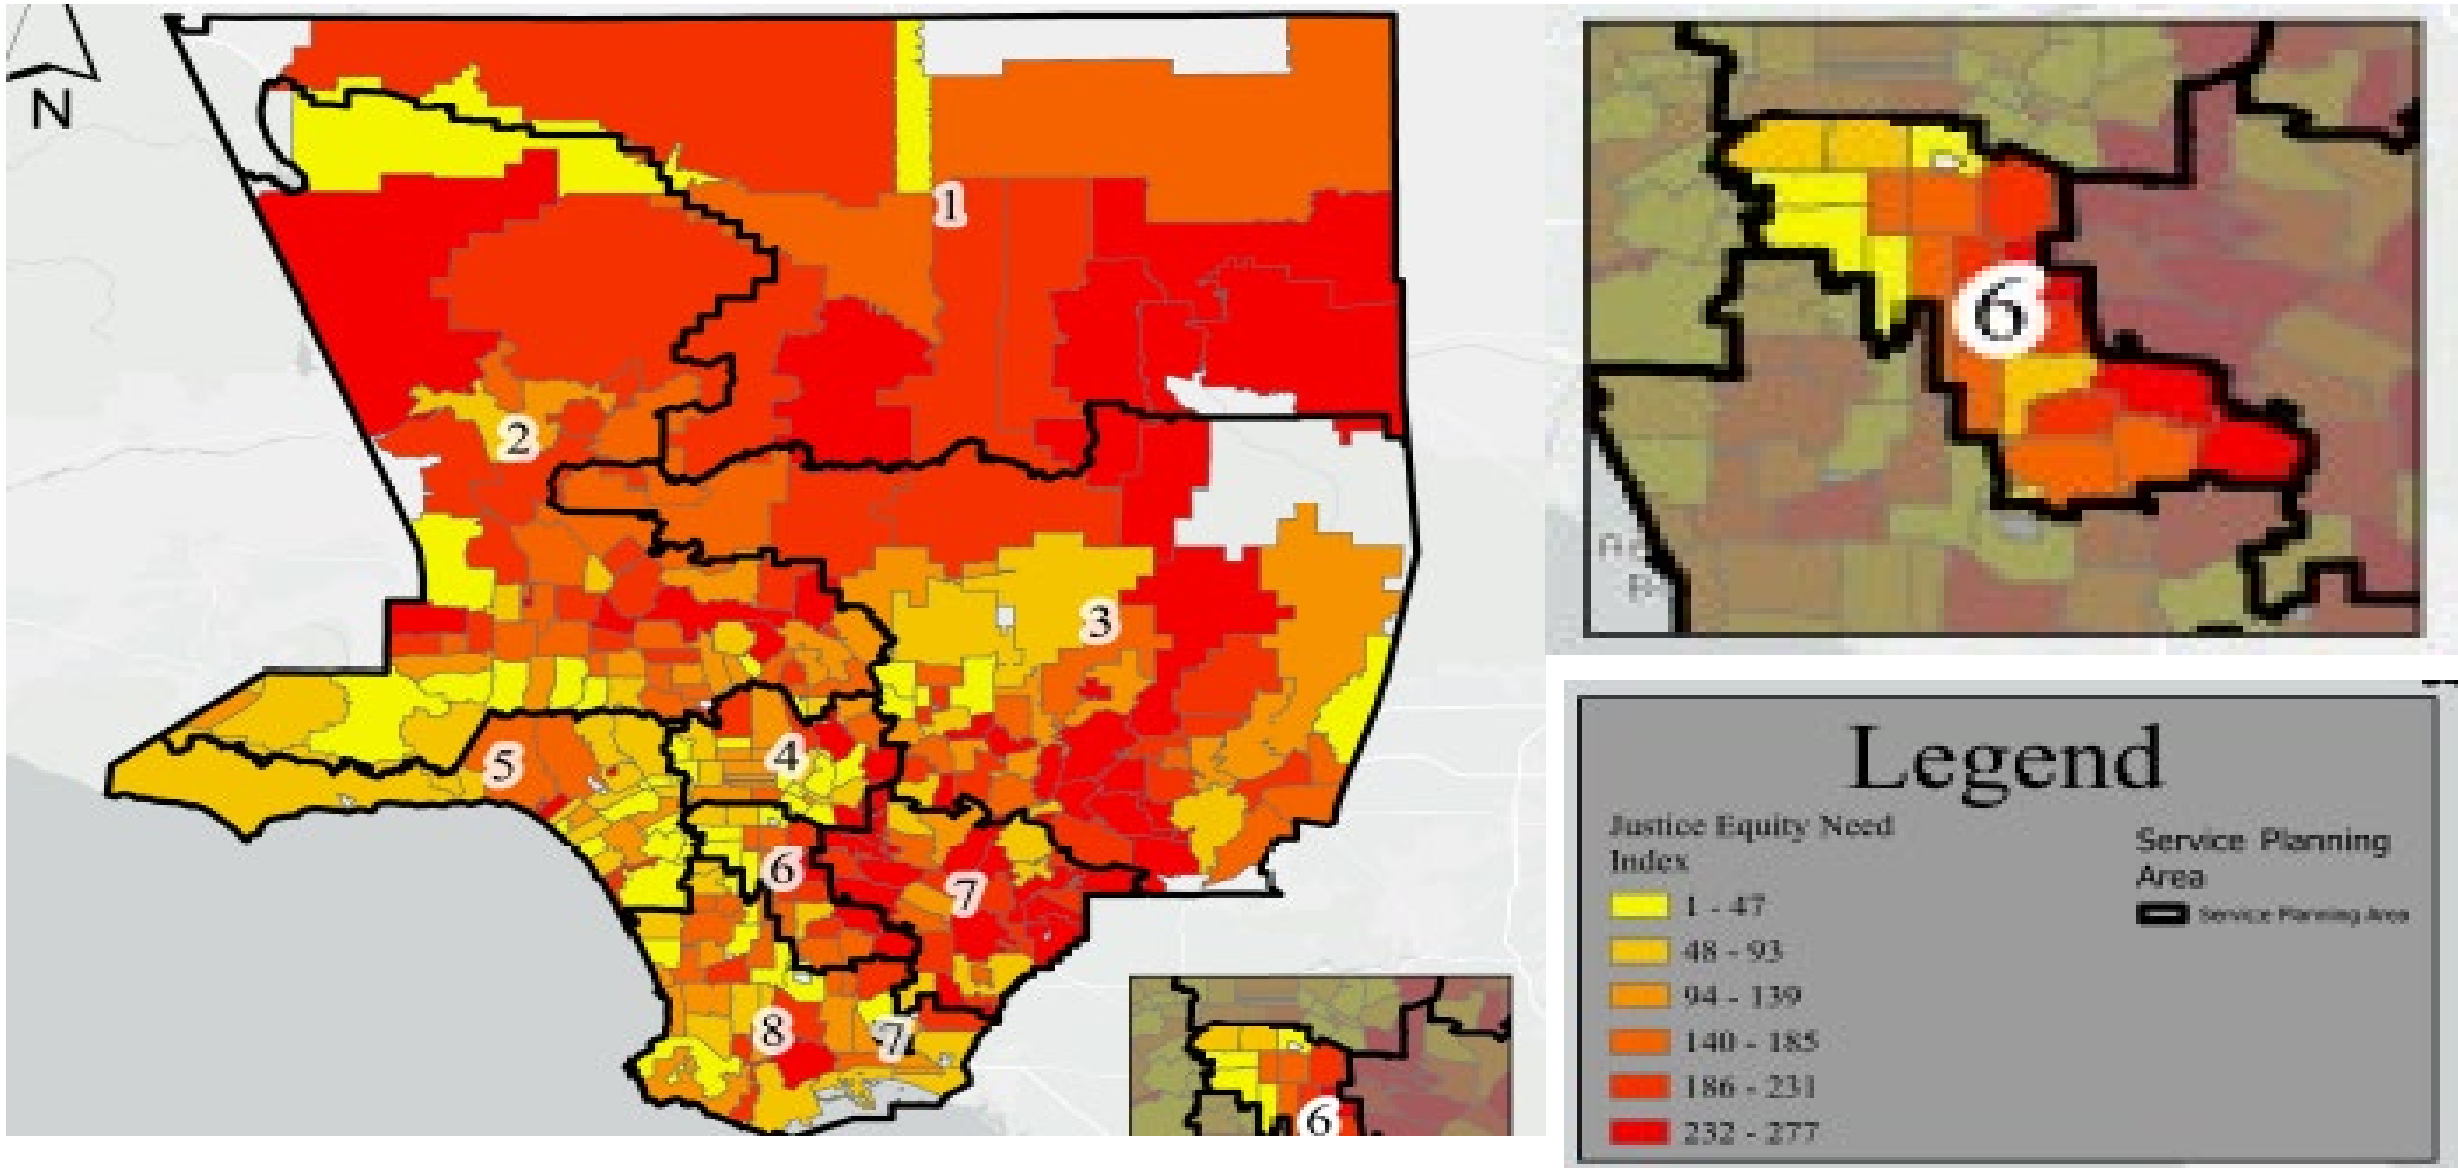 N
1
2
3
4
5
6
7
8
7
6
6
Legend
Justice Equity Need
Index
1 - 47
48 - 93
94 - 139
140 - 185
186 - 231
232 - 277
Service Planning
Area
Service Planning Area